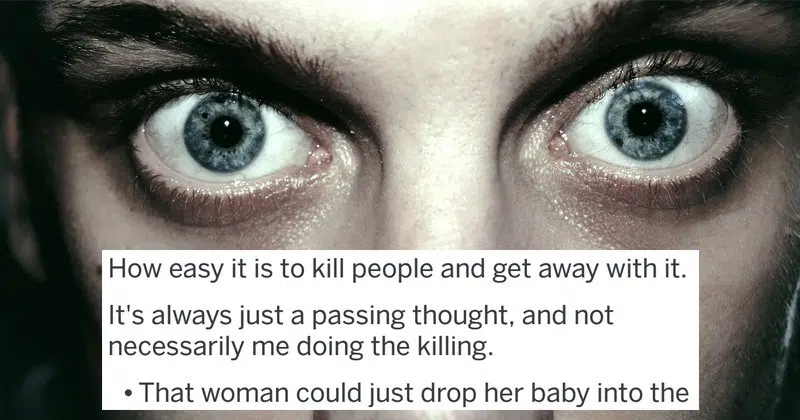 How easy it is to kill people and get away with it.
It's always just a passing thought, and not
necessarily me doing the killing.
• That woman could just drop her baby into the